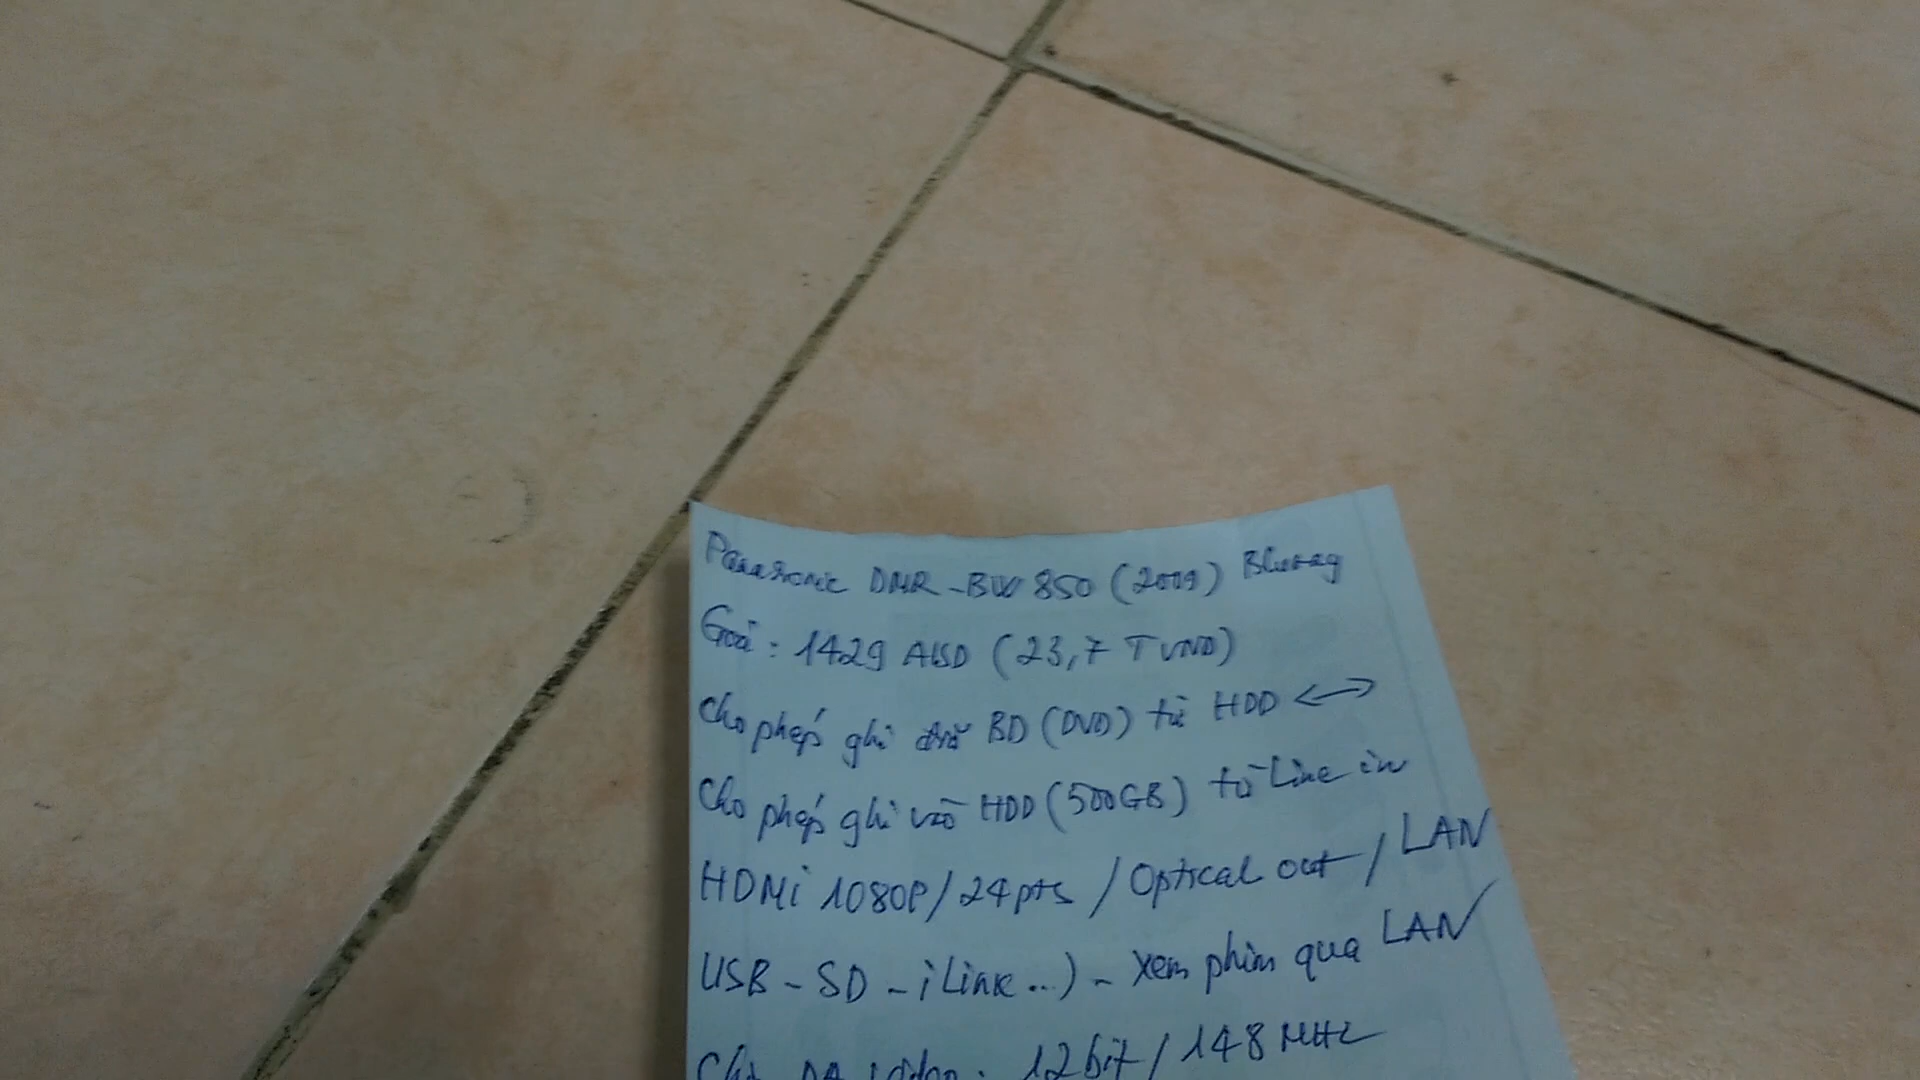 Panasonic DMR-BW 850 (2009) Bluray
Giá: 1429 AUSD (23,7 TVND)
Cho phép ghi đĩa BD (DVD) từ HDD ↔
Cho phép ghi vào HDD (500GB) từ Line in
HDMi 1080P/24pts / Optical out / LAN
USB - SD - iLink...) - Xem phim qua LAN
12bit / 148 MHz